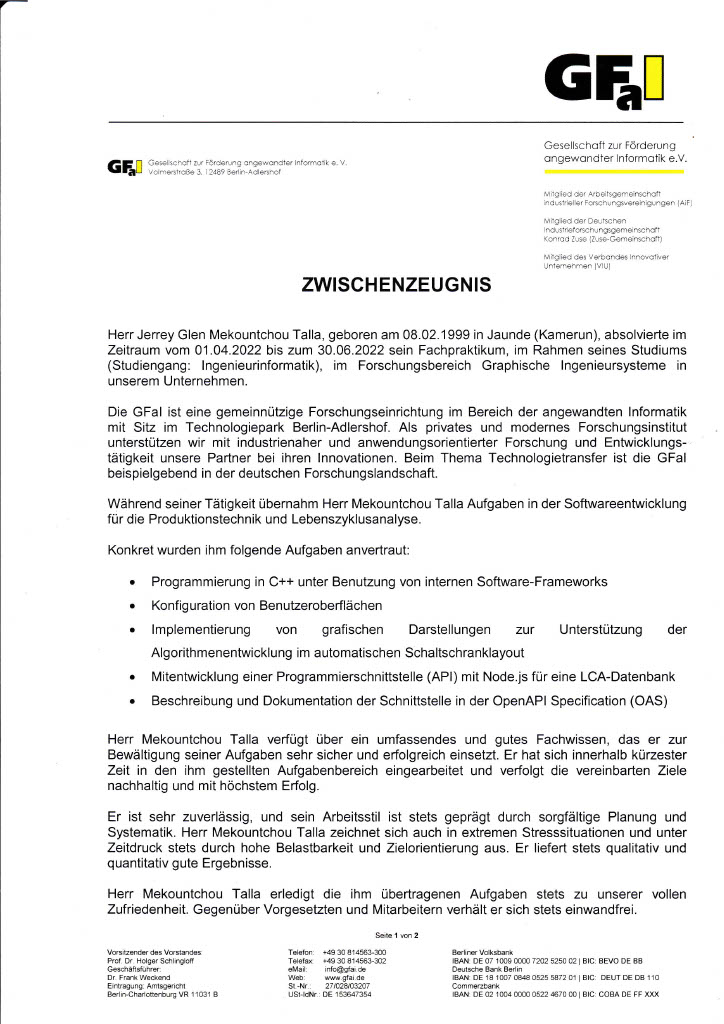 GFaI
Gesellschaft zur Förderung
angewandter Informatik e.V.
GFaI Gesellschaft zur Förderung angewandter Informatik e. V.
Volmerstraße 3, 12489 Berlin-Adlershof
Mitglied der Arbeitsgemeinschaft
industrieller Forschungsvereinigungen (AiF)
Mitglied der Deutschen
Industrieforschungsgemeinschaft
Konrad Zuse (Zuse-Gemeinschaft)
Mitglied des Verbandes Innovativer
Unternehmen (VIU)
ZWISCHENZEUGNIS
Herr Jerrey Glen Mekountchou Talla, geboren am 08.02.1999 in Jaunde (Kamerun), absolvierte im
Zeitraum vom 01.04.2022 bis zum 30.06.2022 sein Fachpraktikum, im Rahmen seines Studiums
(Studiengang: Ingenieurinformatik), im Forschungsbereich Graphische Ingenieursysteme in
unserem Unternehmen.
Die GFaI ist eine gemeinnützige Forschungseinrichtung im Bereich der angewandten Informatik
mit Sitz im Technologiepark Berlin-Adlershof. Als privates und modernes Forschungsinstitut
unterstützen wir mit industrienaher und anwendungsorientierter Forschung und Entwicklungs-
tätigkeit unsere Partner bei ihren Innovationen. Beim Thema Technologietransfer ist die GFaI
beispielgebend in der deutschen Forschungslandschaft.
Während seiner Tätigkeit übernahm Herr Mekountchou Talla Aufgaben in der Softwareentwicklung
für die Produktionstechnik und Lebenszyklusanalyse.
Konkret wurden ihm folgende Aufgaben anvertraut:
• Programmierung in C++ unter Benutzung von internen Software-Frameworks
• Konfiguration von Benutzeroberflächen
• Implementierung von grafischen Darstellungen zur Unterstützung der
Algorithmenentwicklung im automatischen Schaltschranklayout
• Mitentwicklung einer Programmierschnittstelle (API) mit Node.js für eine LCA-Datenbank
• Beschreibung und Dokumentation der Schnittstelle in der OpenAPI Specification (OAS)
Herr Mekountchou Talla verfügt über ein umfassendes und gutes Fachwissen, das er zur
Bewältigung seiner Aufgaben sehr sicher und erfolgreich einsetzt. Er hat sich innerhalb kürzester
Zeit in den ihm gestellten Aufgabenbereich eingearbeitet und verfolgt die vereinbarten Ziele
nachhaltig und mit höchstem Erfolg.
Er ist sehr zuverlässig, und sein Arbeitsstil ist stets geprägt durch sorgfältige Planung und
Systematik. Herr Mekountchou Talla zeichnet sich auch in extremen Stresssituationen und unter
Zeitdruck stets durch hohe Belastbarkeit und Zielorientierung aus. Er liefert stets qualitativ und
quantitativ gute Ergebnisse.
Herr Mekountchou Talla erledigt die ihm übertragenen Aufgaben stets zu unserer vollen
Zufriedenheit. Gegenüber Vorgesetzten und Mitarbeitern verhält er sich stets einwandfrei.
Seite 1 von 2
Vorsitzender des Vorstandes
Prof. Dr. Holger Schlingloff
Geschäftsführer:
Dr. Frank Weckend
Eintragung: Amtsgericht
Berlin-Charlottenburg VR 11031 B
Telefon: +49 30 814563-300
Telefax: +49 30 814563-302
eMail: info@gfai.de
Web: www.gfai.de
St.-Nr.: 27/028/03207
USt-IdNr.: DE 153647354
Berliner Volksbank
IBAN: DE 07 1009 0000 7202 5250 02 | BIC: BEVO DE BB
Deutsche Bank Berlin
IBAN: DE 18 1007 0848 0525 5872 01 | BIC: DEUT DE DB 110
Commerzbank
IBAN: DE 02 1004 0000 0522 4670 00 | BIC: COBA DE FF XXX